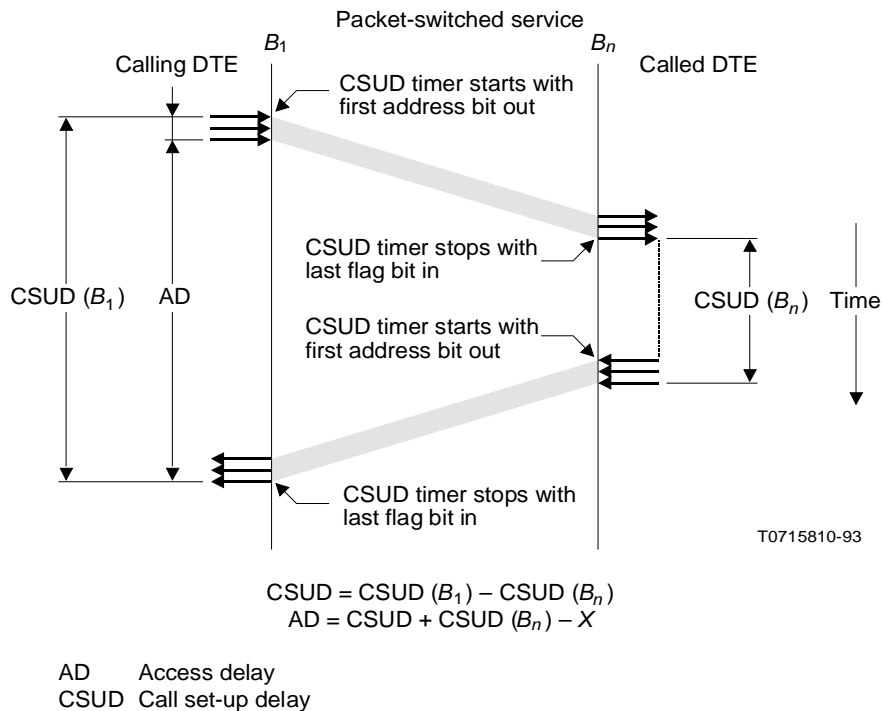 Packet-switched service
B1
Bn
Calling DTE
Called DTE
CSUD timer starts with
first address bit out
CSUD timer stops with
last flag bit in
CSUD (B1)
AD
CSUD (Bn)
Time
CSUD timer starts with
first address bit out
CSUD timer stops with
last flag bit in
T0715810-93
CSUD = CSUD (B1) – CSUD (Bn)
AD = CSUD + CSUD (Bn) – X
AD Access delay
CSUD Call set-up delay